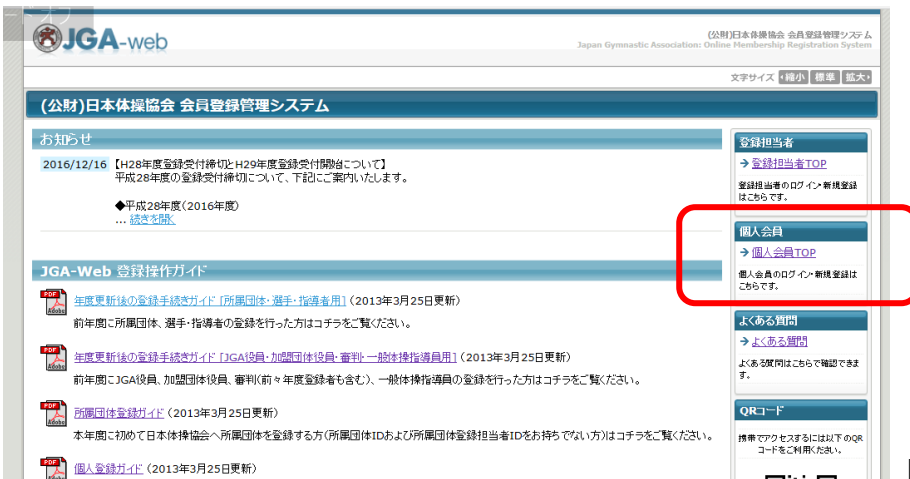 ードオフ
JGA-web
(公財)日本体操協会 会員登録管理システム
Japan Gymnastic Association: Online Membership Registration System
文字サイズ 縮小 標準 拡大
(公財)日本体操協会 会員登録管理システム
お知らせ
2016/12/16 【H28年度登録受付締切とH29年度登録受付開始について】
平成28年度の登録受付締切について、下記にご案内いたします。
◆平成28年度(2016年度)
... 続きを開く
JGA-Web 登録操作ガイド
年度更新後の登録手続きガイド [所属団体・選手・指導者用] (2013年3月25日更新)
前年度に所属団体、選手・指導者の登録を行った方はコチラをご覧ください。
年度更新後の登録手続きガイド [JGA役員・加盟団体役員・審判・一般体操指導員用] (2013年3月25日更新)
前年度にJGA役員、加盟団体役員、審判(前々年度登録者も含む)、一般体操指導員の登録を行った方はコチラをご覧ください。
所属団体登録ガイド (2013年3月25日更新)
本年度に初めて日本体操協会へ所属団体を登録する方(所属団体IDおよび所属団体登録担当者IDをお持ちでない方)はコチラをご覧ください。
個人登録ガイド (2013年3月25日更新)
登録担当者
→ 登録担当者TOP
登録担当者のログイン・新規登録
はこちらです。
個人会員
→ 個人会員TOP
個人会員のログイン・新規登録は
こちらです。
よくある質問
→ よくある質問
よくある質問はこちらで確認できま
す。
QRコード
携帯でアクセスするには以下のQR
コードをご利用ください。